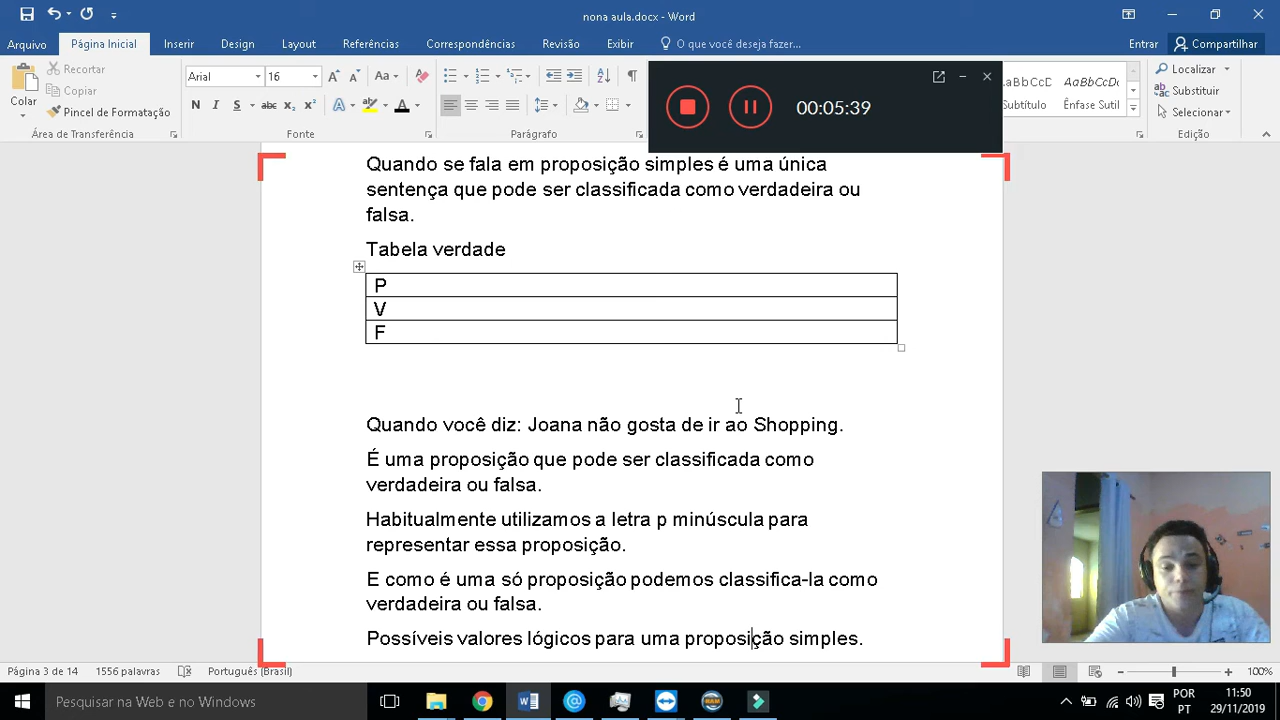 nona aula.docx - Word
Arquivo Página Inicial Inserir Design Layout Referências Correspondências Revisão Exibir O que você deseja fazer... Entrar Compartilhar
Colar
Recortar
Copiar
Pincel de Formatação
Área de Transferência
Arial 16
Aa
N I S abc X₂ X²
Fonte
Parágrafo
00:05:39
AaBbCcD
Subtítulo
AaBbCcDa
Ênfase Sutil
Localizar
Substituir
Selecionar
Edição
Quando se fala em proposição simples é uma única
sentença que pode ser classificada como verdadeira ou
falsa.
Tabela verdade
P
V
F
Quando você diz: Joana não gosta de ir ao Shopping.
É uma proposição que pode ser classificada como
verdadeira ou falsa.
Habitualmente utilizamos a letra p minúscula para
representar essa proposição.
E como é uma só proposição podemos classifica-la como
verdadeira ou falsa.
Possíveis valores lógicos para uma proposição simples.
Página 3 de 14 1556 palavras Português (Brasil) 100%
Pesquisar na Web e no Windows
POR
PT
11:50
29/11/2019